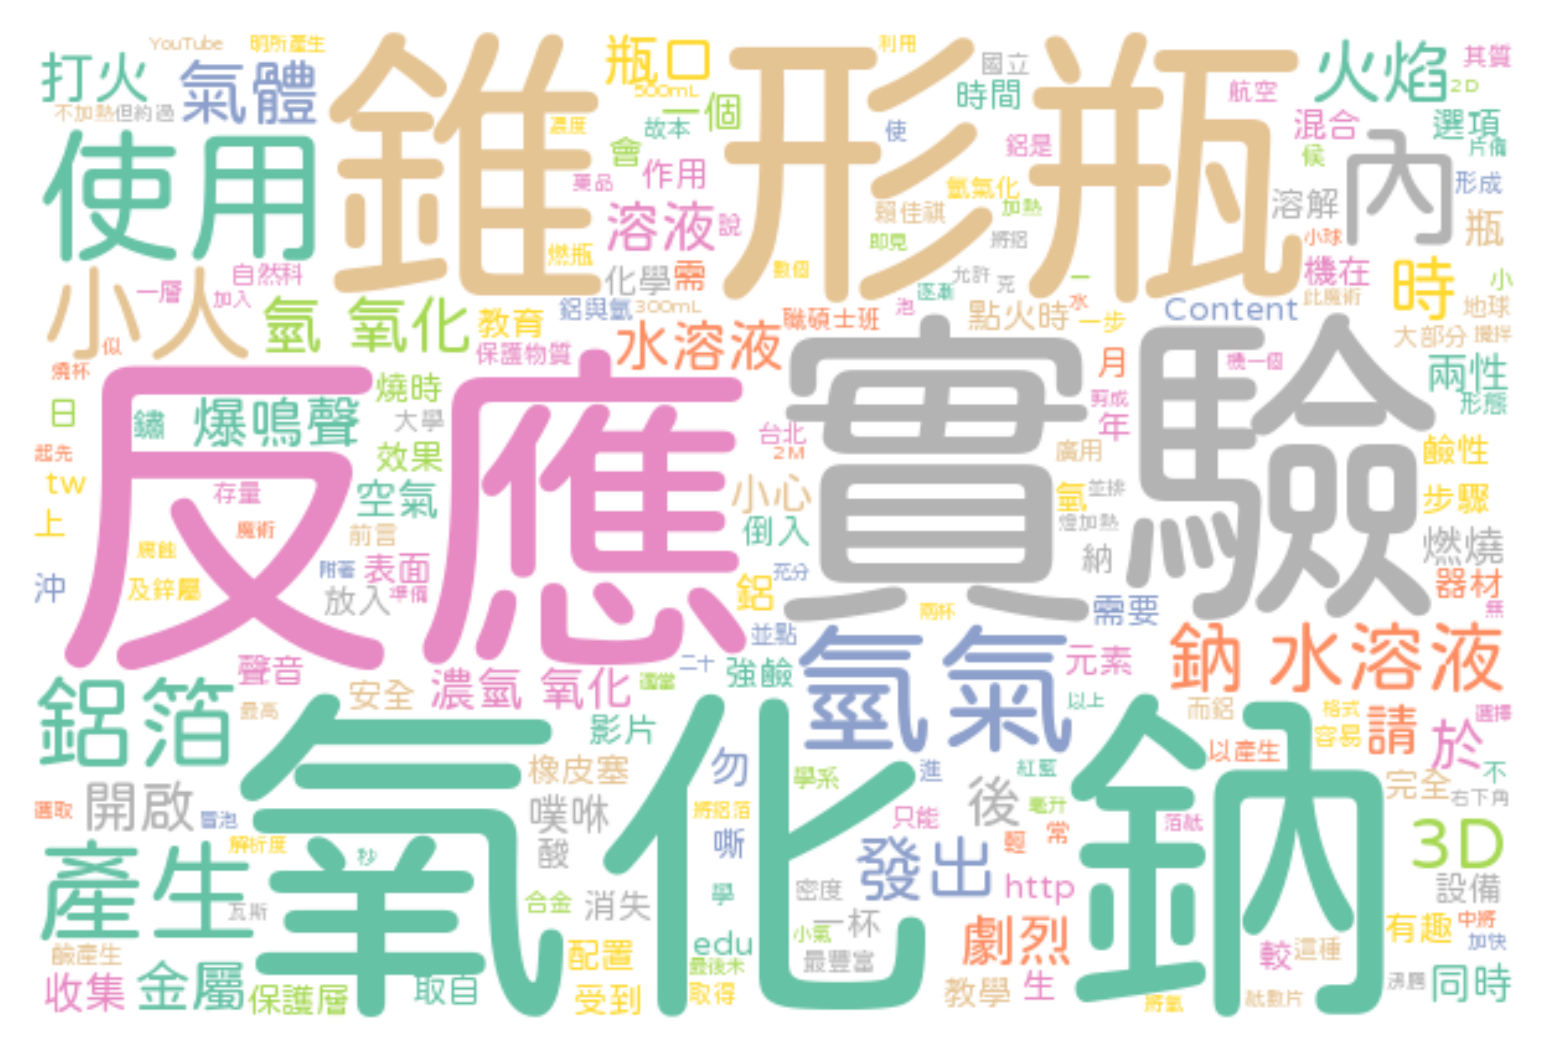 YouTube
明所產生
打火
不加熱
但約過
氣體
錐形瓶
瓶口
500mL
一個
利用
國立
時間
航空
火焰
其質
2D
使用
濃度
故本
會
作用
藥品
使
鋁是
混合
選項
候
片備
內
溶解
形成
氫氧化
加熱
賴佳祺
溶液
說
即見
將鋁
小球
瓶
燃瓶
小人
一層
自然科
加入
化學
需
數個
允許
克
逐漸
一
水
機在
此魔術
時
小
地球
氫 氧化
教育
鋁與氫
300mL
職碩士班
泡
點火時
一步
Content
大部分
攪拌
似
保護物質
水溶液
實驗
月
機一個
兩性
形態
燒杯
反應
燒時
大學
日
鏽
爆鳴聲
效果
台北
2M
剪成
年
廣用
鹼性
起先
tw
存量
空氣
小心
氫
並排
步驟
上
魔術
前言
倒入
燈加熱
燃燒
腐蝕
附著
表面
納
沖
及鋅屬
放入
準備
鋁
充分
兩杯
需要
器材
無
聲音
二十
並點
氫氣
元素
鈉 水溶液
鋁箔
最高
安全
濃氫 氧化
適當
強鹼
以上
而鋁
格式
選擇
氧化鈉
影片
容易
請
於
以產生
橡皮塞
勿
學系
進
紅藍
完全
不
右下角
選取
開啟
冒泡
噗咻
將鋁箔
只能
後
毫升
解析度
酸
嘶
輕
常
箔紙
3D
產生
秒
發出
http
設備
瓦斯
合金
消失
學
密度
一杯
鹼產生
edu
小氣
劇烈
有趣
中將
加快
收集
金屬
保護層
取自
配置
受到
最後木
取得
最豐富
教學
生
較
這種
將氫
紙數片
沸騰
同時